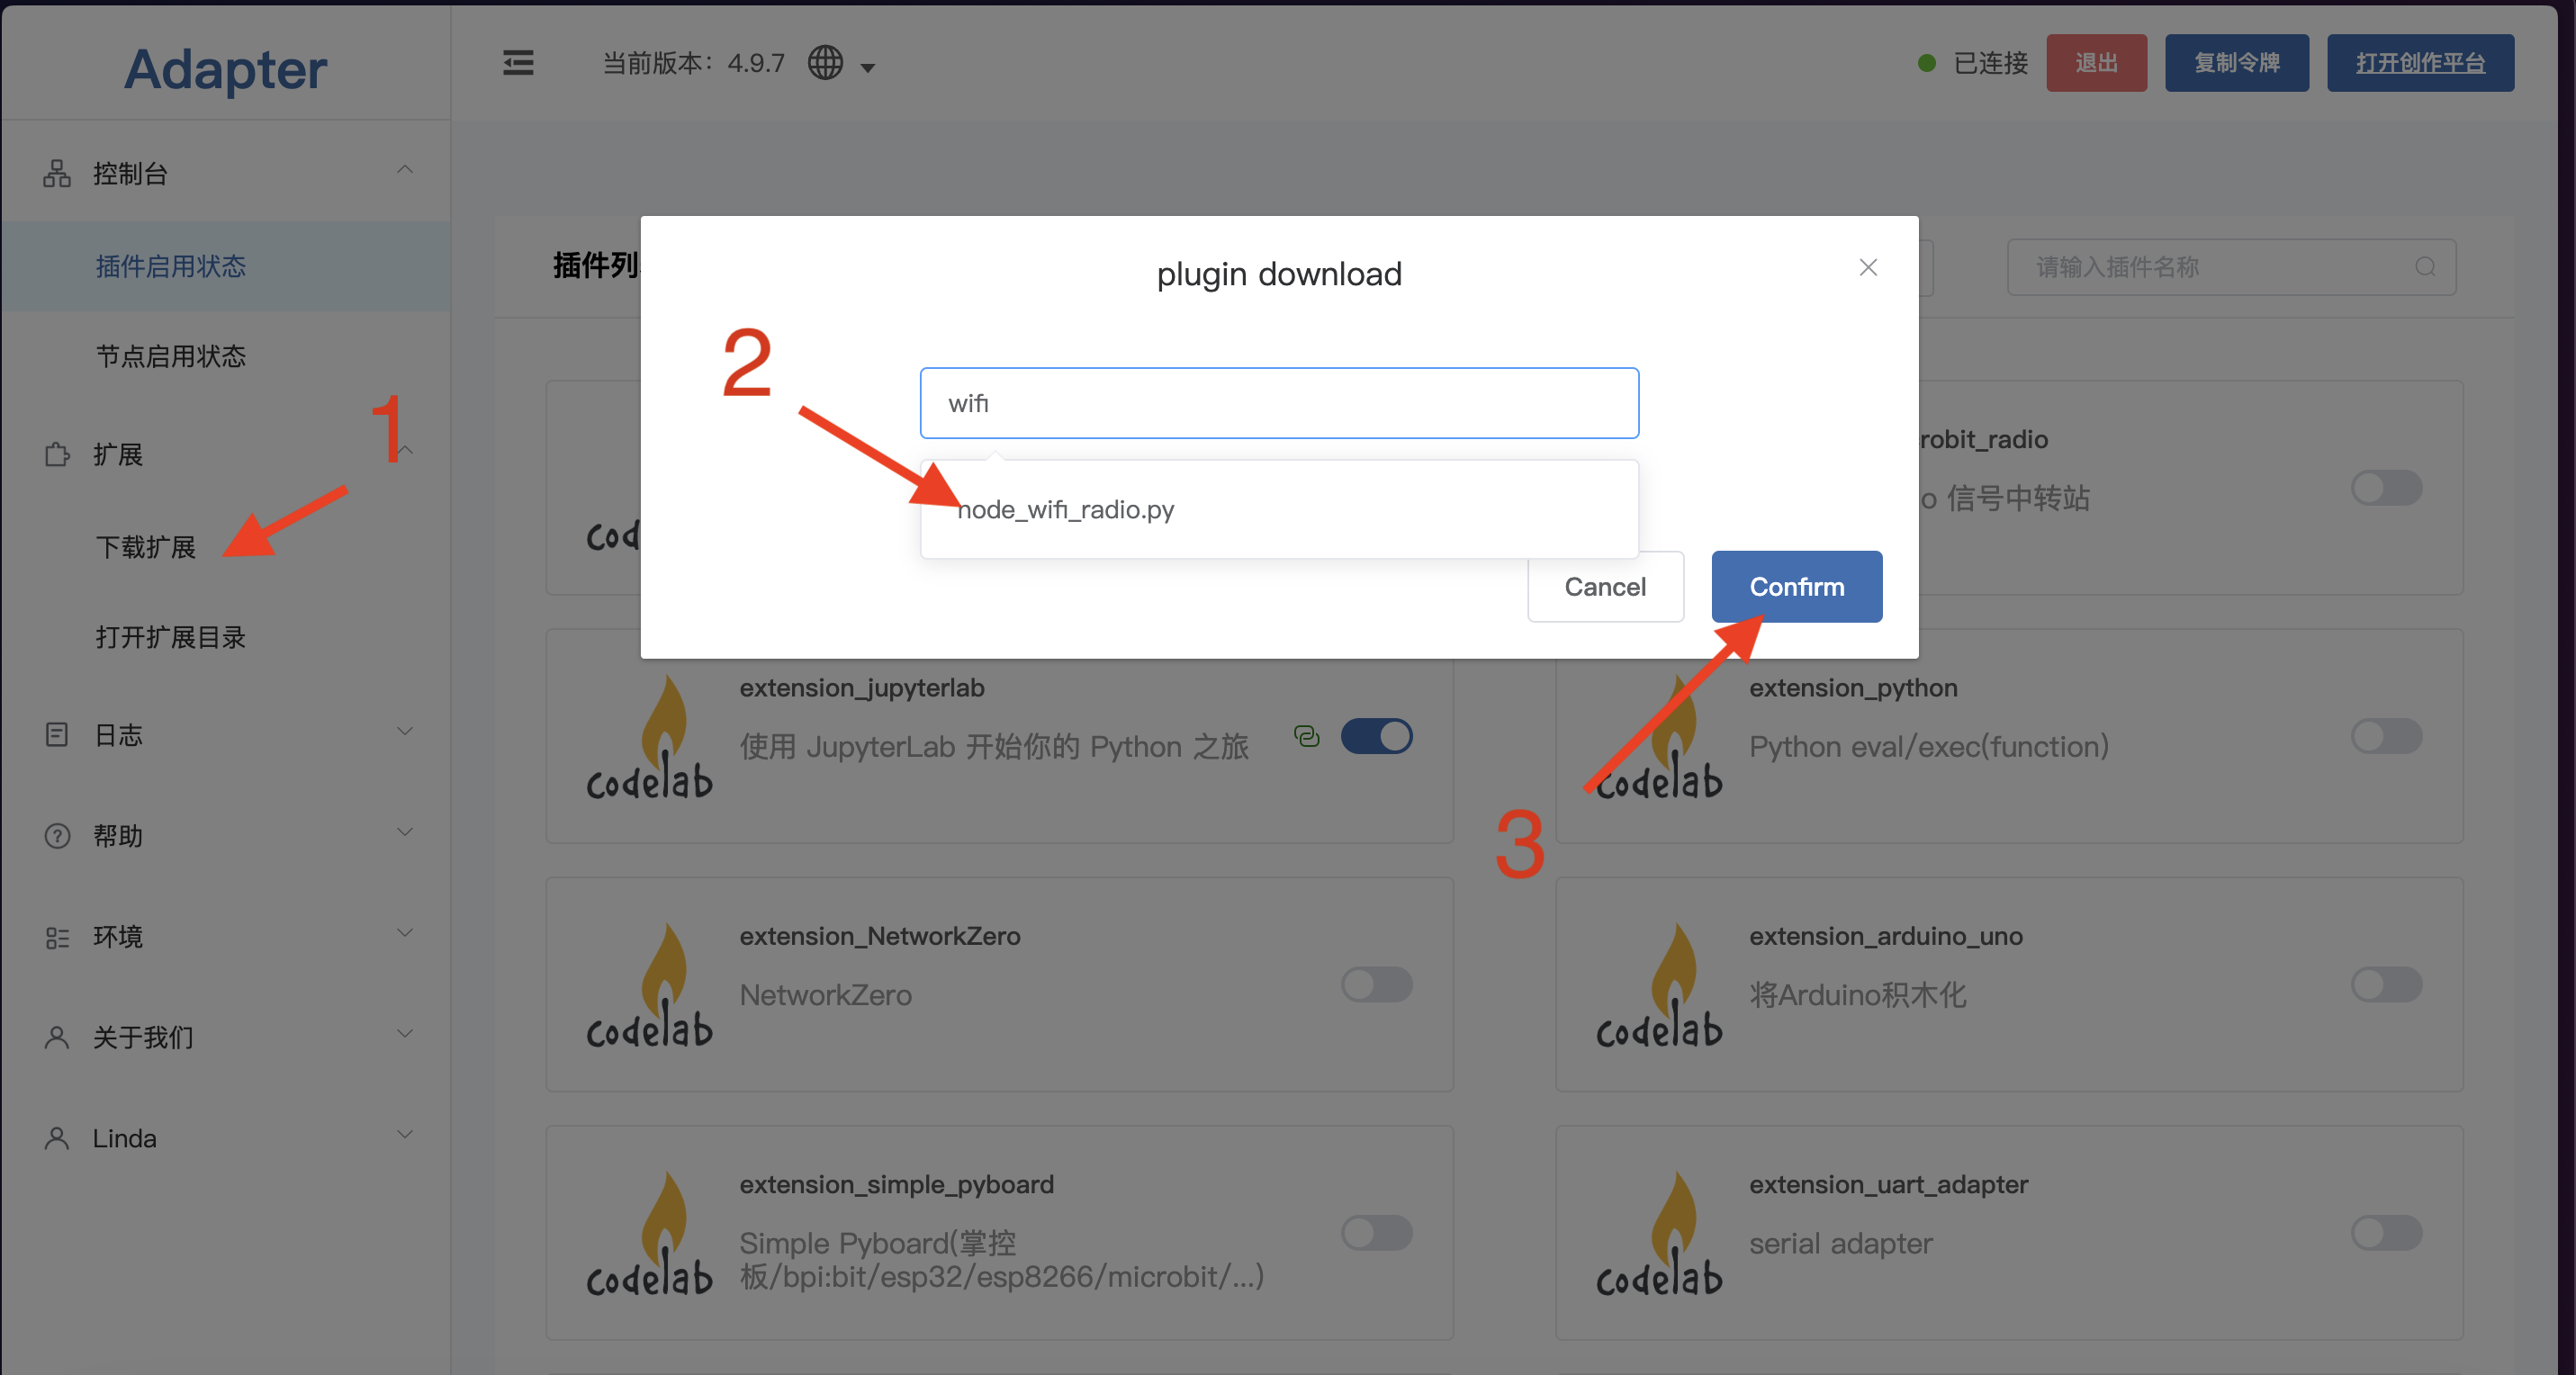 Adapter
当前版本：4.9.7
已连接
退出
复制令牌
打开创作平台
控制台
插件启用状态
节点启用状态
1
扩展
下载扩展
打开扩展目录
日志
帮助
环境
关于我们
Linda
插件列
请输入插件名称
plugin download
2
wifi
node_wifi_radio.py
Cancel
Confirm
3
cod
robit_radio
o 信号中转站
codelab
extension_jupyterlab
使用 JupyterLab 开始你的 Python 之旅
codelab
extension_python
Python eval/exec(function)
codelab
extension_NetworkZero
NetworkZero
codelab
extension_arduino_uno
将Arduino积木化
codelab
extension_simple_pyboard
Simple Pyboard(掌控
板/bpi:bit/esp32/esp8266/microbit/...)
codelab
extension_uart_adapter
serial adapter